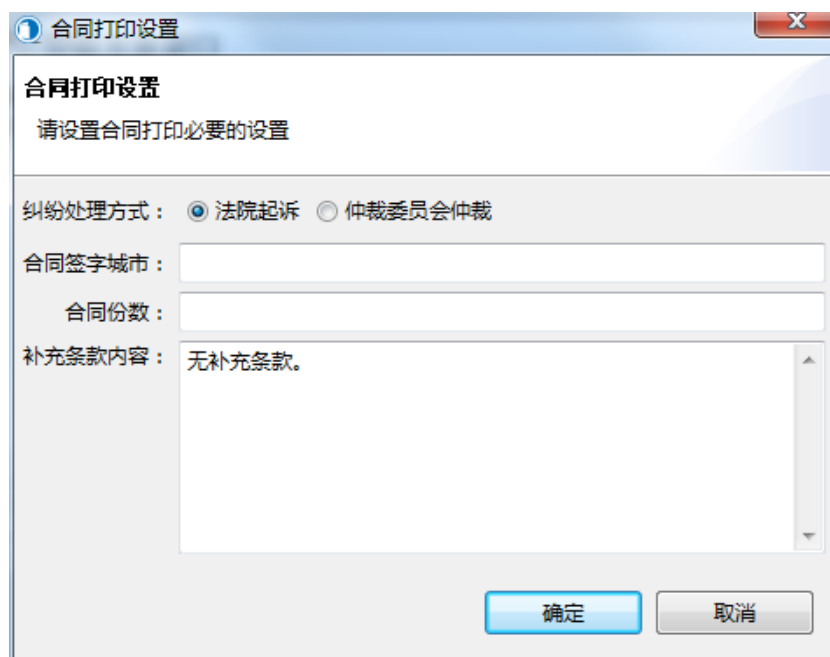 合同打印设置
X
合同打印设置
请设置合同打印必要的设置
纠纷处理方式： 法院起诉 仲裁委员会仲裁
合同签字城市：
合同份数：
补充条款内容： 无补充条款。
确定 取消